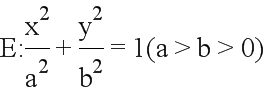 E: x²/a² + y²/b² = 1(a > b > 0)